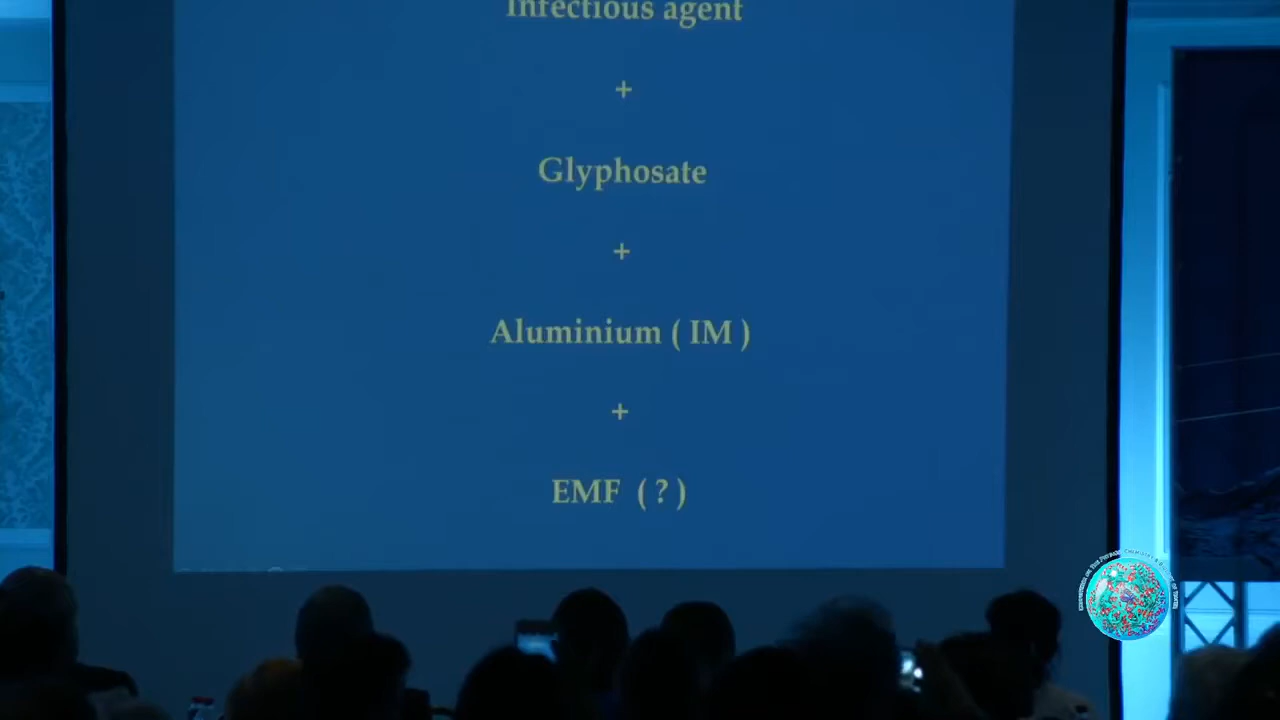 Infectious agent
+
Glyphosate
+
Aluminium ( IM )
+
EMF ( ? )